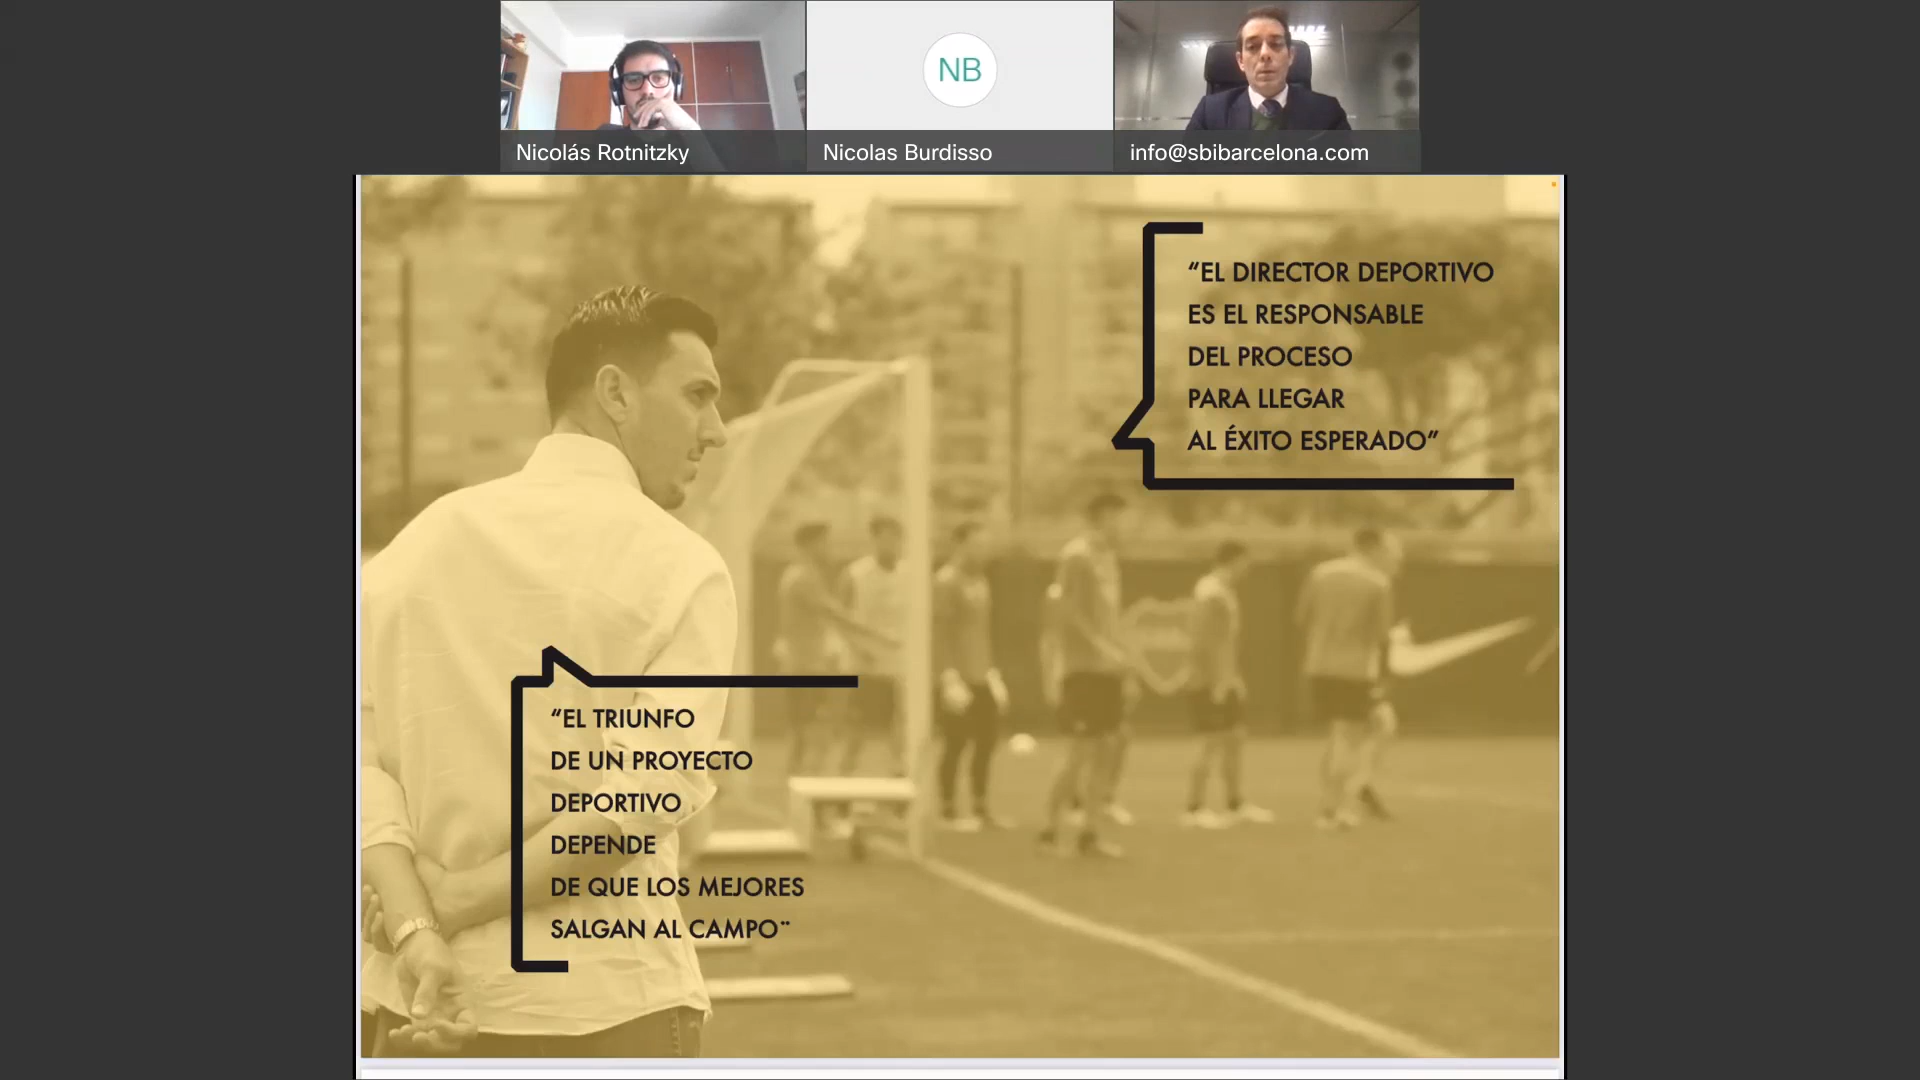 NB
Nicolás Rotnitzky
Nicolas Burdisso
info@sbibarcelona.com
“EL DIRECTOR DEPORTIVO
ES EL RESPONSABLE
DEL PROCESO
PARA LLEGAR
AL ÉXITO ESPERADO”
“EL TRIUNFO
DE UN PROYECTO
DEPORTIVO
DEPENDE
DE QUE LOS MEJORES
SALGAN AL CAMPO¨